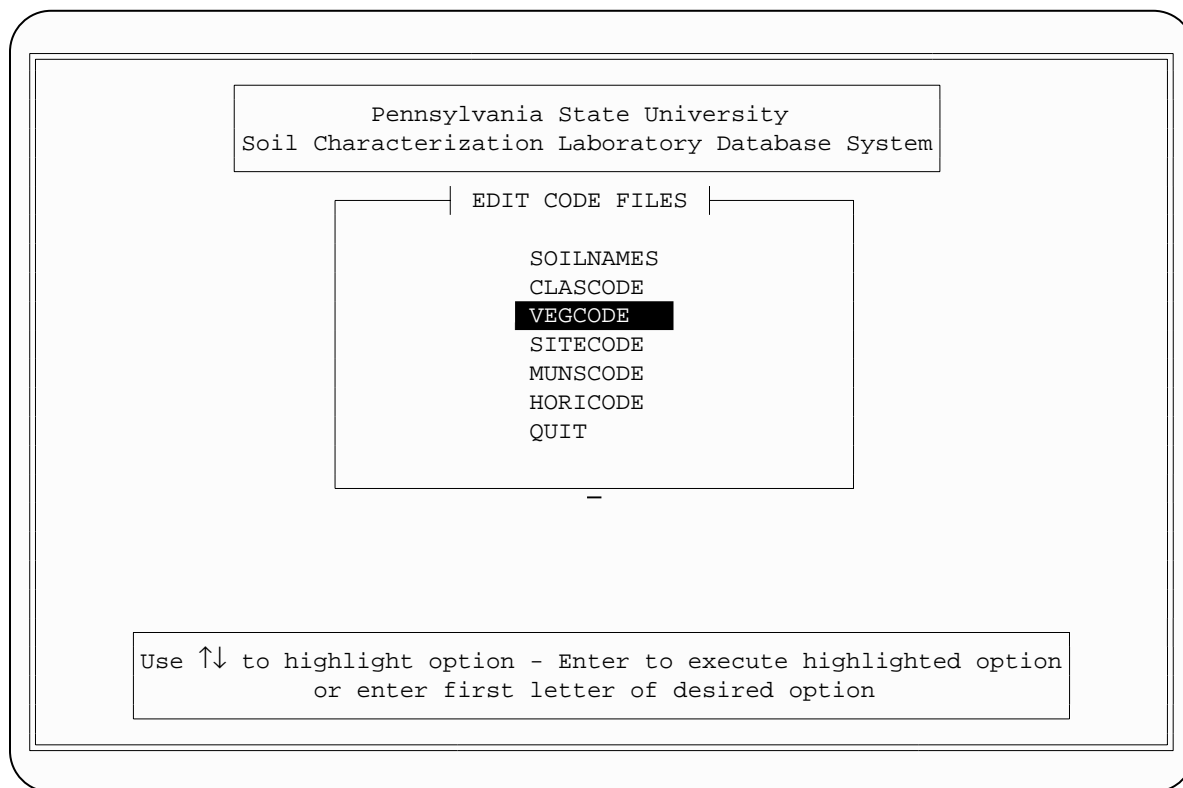 Pennsylvania State University
Soil Characterization Laboratory Database System
EDIT CODE FILES
SOILNAMES
CLASCODE
VEGCODE
SITECODE
MUNSCODE
HORICODE
QUIT
Use ↑↓ to highlight option - Enter to execute highlighted option
or enter first letter of desired option